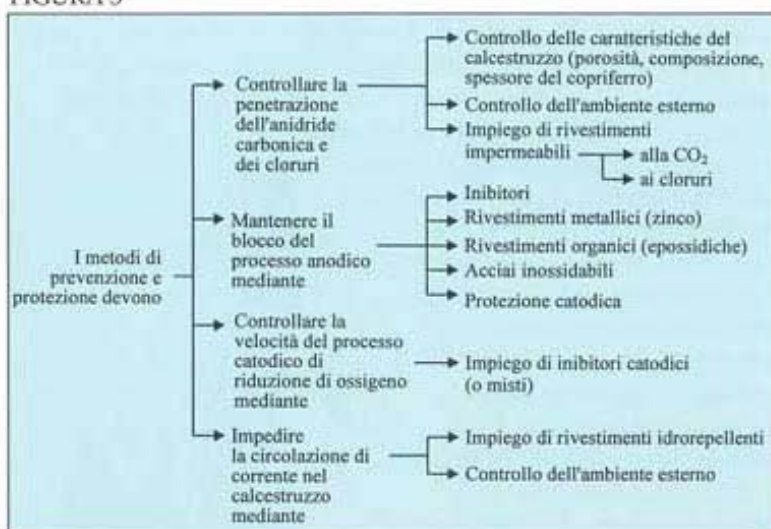 I metodi di
prevenzione e
protezione devono
Controllare la
penetrazione
dell'anidride
carbonica e
dei cloruri
Controllo delle caratteristiche del
calcestruzzo (porosità, composizione,
spessore del copriferro)
Controllo dell'ambiente esterno
Impiego di rivestimenti
impermeabili
alla CO₂
ai cloruri
Mantenere il
blocco del
processo anodico
mediante
Inibitori
Rivestimenti metallici (zinco)
Rivestimenti organici (epossidiche)
Acciai inossidabili
Protezione catodica
Controllare la
velocità del processo
catodico di
riduzione di ossigeno
mediante
Impiego di inibitori catodici
(o misti)
Impedire
la circolazione di
corrente nel
calcestruzzo
mediante
Impiego di rivestimenti idrorepellenti
Controllo dell'ambiente esterno